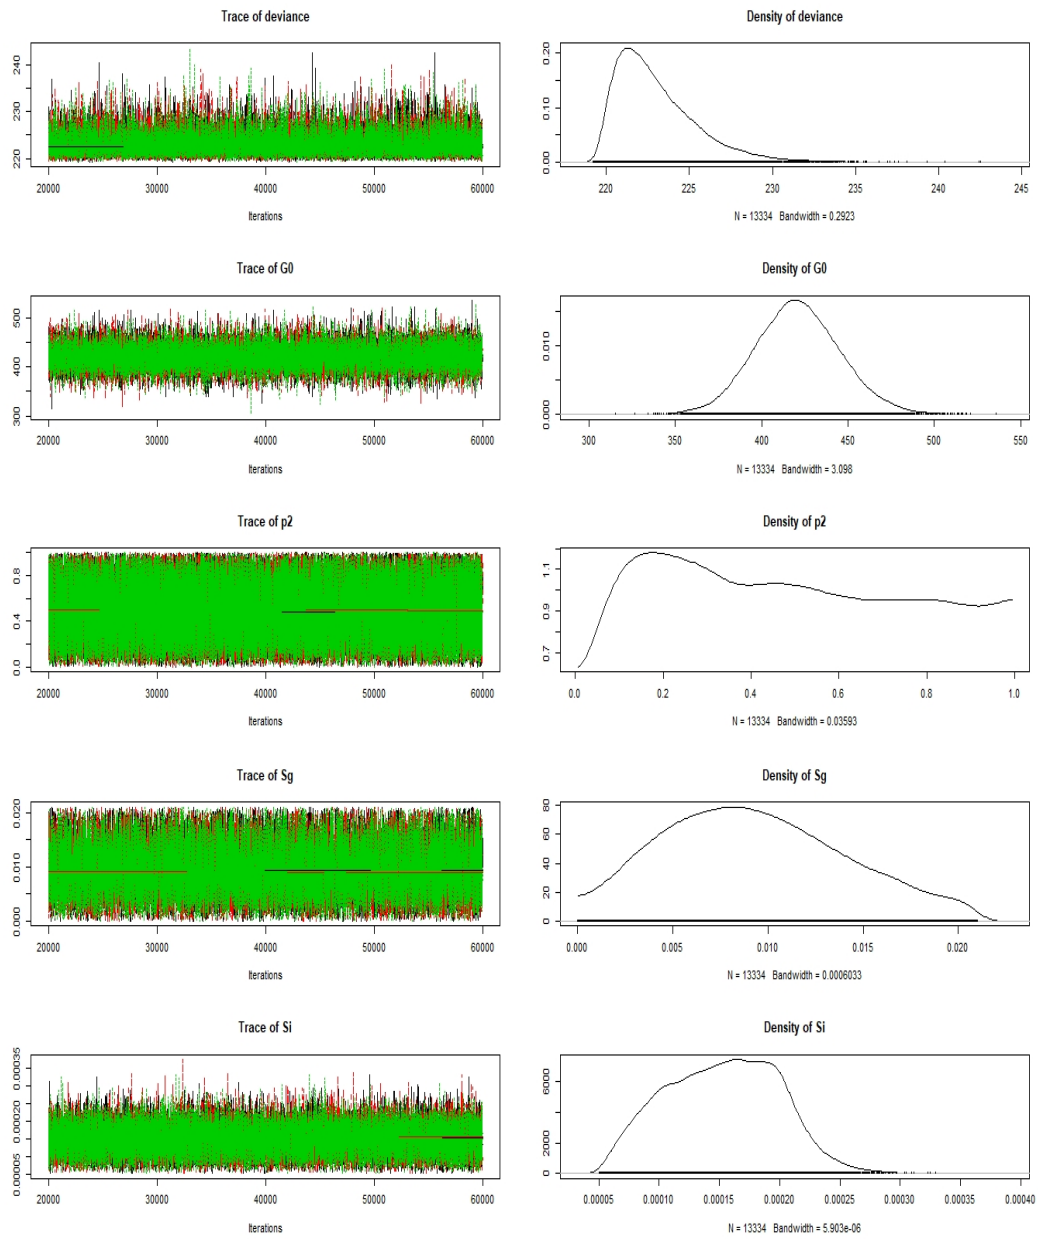 Trace of deviance
Density of deviance
220 230 240
20000 30000 40000 50000 60000
Iterations
0.00 0.10 0.20
220 225 230 235 240 245
N = 13334 Bandwidth = 0.2923
Trace of G0
Density of G0
300 400 500
20000 30000 40000 50000 60000
Iterations
0.000 0.010
300 350 400 450 500 550
N = 13334 Bandwidth = 3.098
Trace of p2
Density of p2
0.0 0.4 0.8
20000 30000 40000 50000 60000
Iterations
0.7 0.9 1.1
0.0 0.2 0.4 0.6 0.8 1.0
N = 13334 Bandwidth = 0.03593
Trace of Sg
Density of Sg
0.000 0.010 0.020
20000 30000 40000 50000 60000
Iterations
0 20 40 60 80
0.000 0.005 0.010 0.015 0.020
N = 13334 Bandwidth = 0.0006033
Trace of Si
Density of Si
0.00005 0.00020 0.00035
20000 30000 40000 50000 60000
Iterations
0 2000 6000
0.00005 0.00010 0.00015 0.00020 0.00025 0.00030 0.00035 0.00040
N = 13334 Bandwidth = 5.903e-06